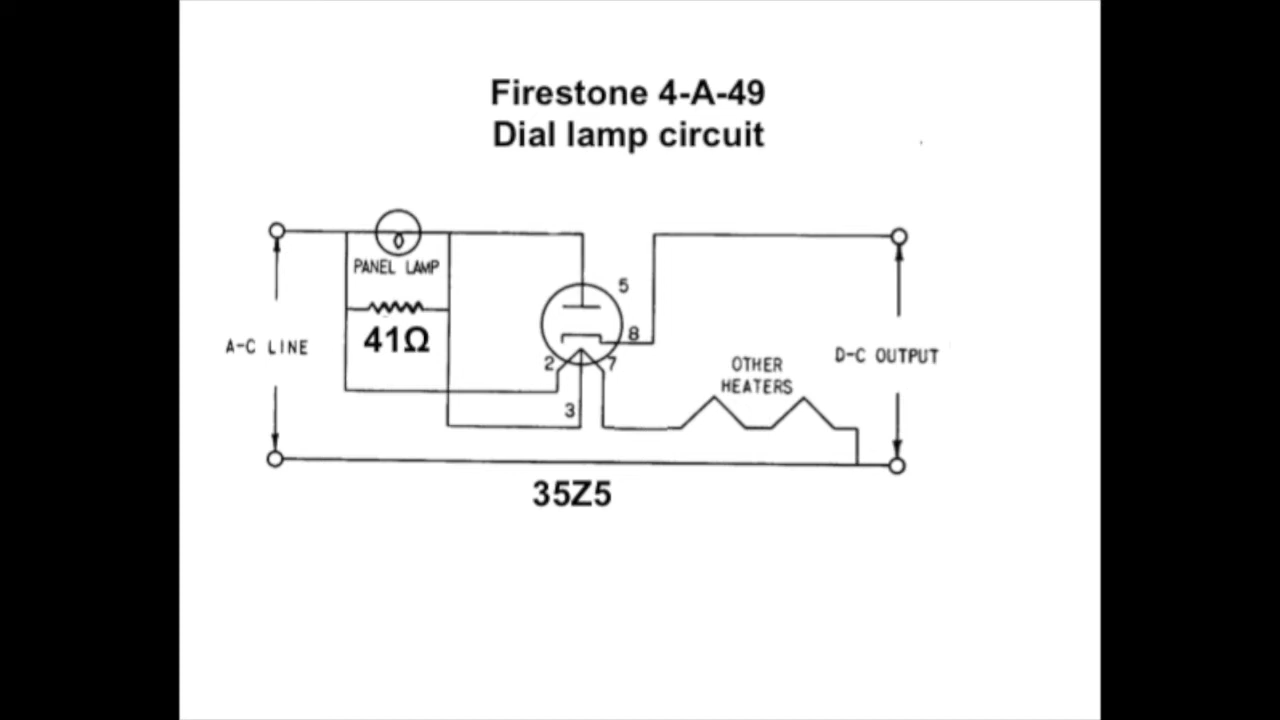 Firestone 4-A-49
Dial lamp circuit
PANEL LAMP
41Ω
A-C LINE
5
8
2
7
3
OTHER
HEATERS
D-C OUTPUT
35Z5